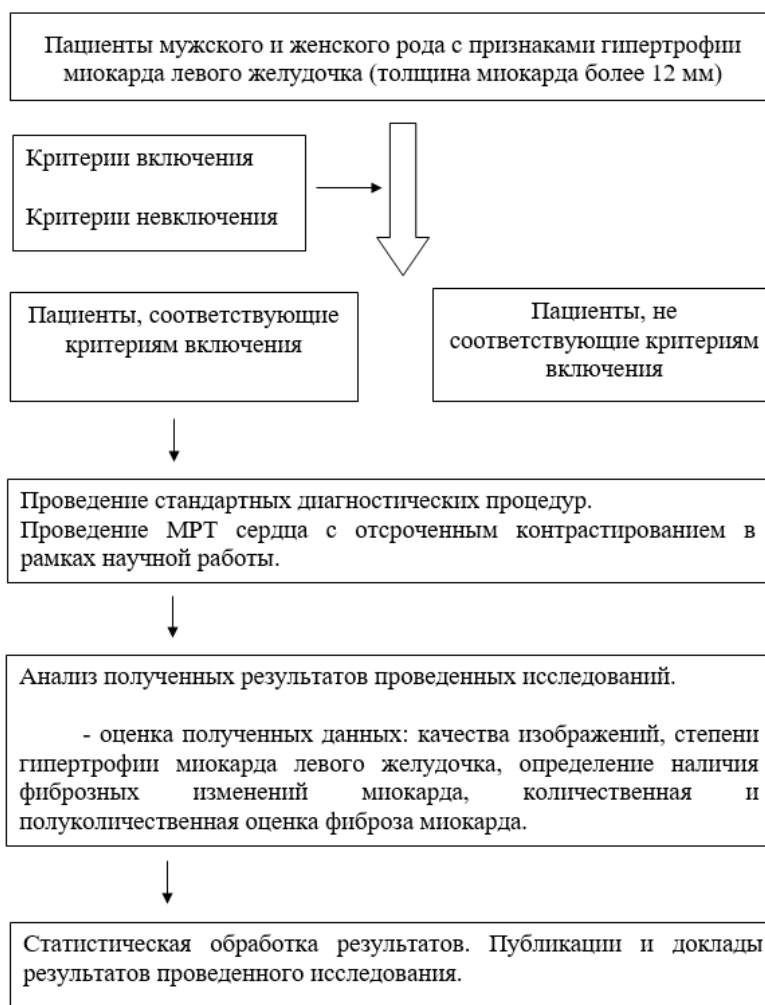 Пациенты мужского и женского рода с признаками гипертрофии
миокарда левого желудочка (толщина миокарда более 12 мм)
Критерии включения
Критерии невключения
Пациенты, соответствующие
критериям включения
Пациенты, не
соответствующие критериям
включения
Проведение стандартных диагностических процедур.
Проведение МРТ сердца с отсроченным контрастированием в
рамках научной работы.
Анализ полученных результатов проведенных исследований.
- оценка полученных данных: качества изображений, степени
гипертрофии миокарда левого желудочка, определение наличия
фиброзных изменений миокарда, количественная и
полуколичественная оценка фиброза миокарда.
Статистическая обработка результатов. Публикации и доклады
результатов проведенного исследования.